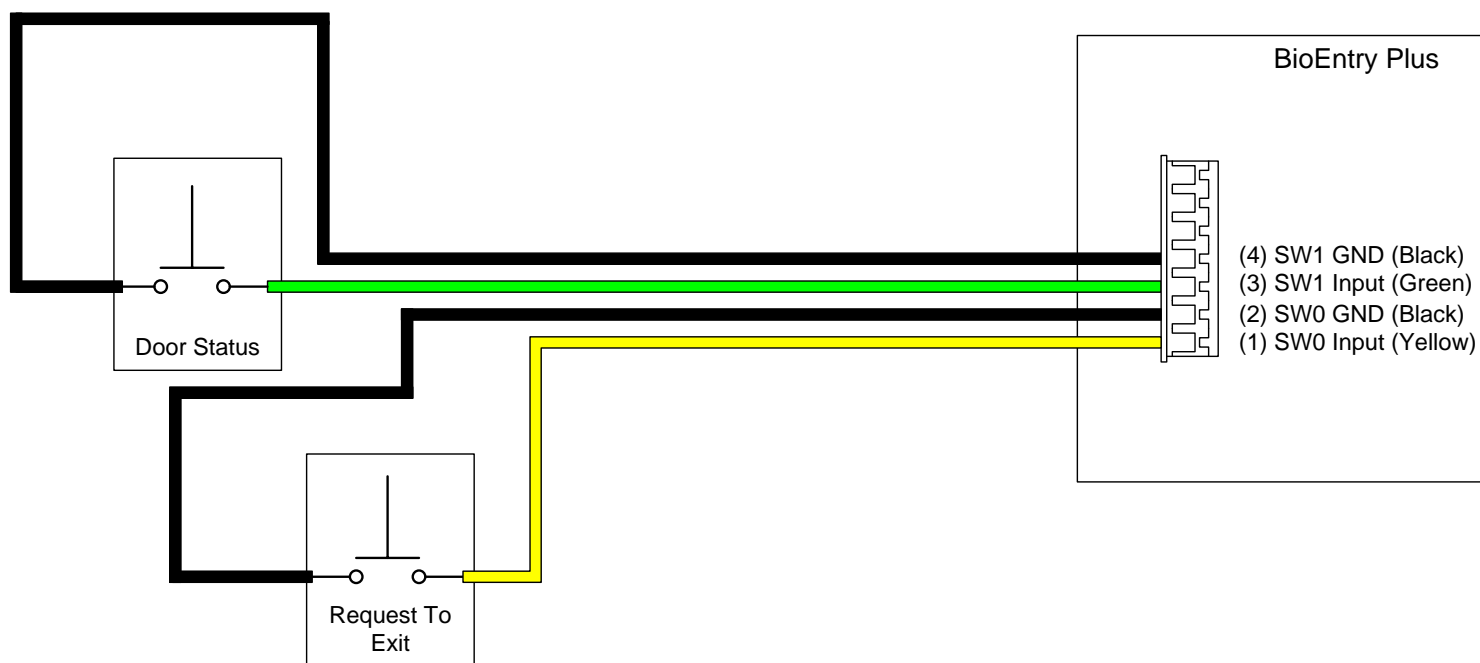 BioEntry Plus
(4) SW1 GND (Black)
(3) SW1 Input (Green)
(2) SW0 GND (Black)
(1) SW0 Input (Yellow)
Door Status
Request To
Exit